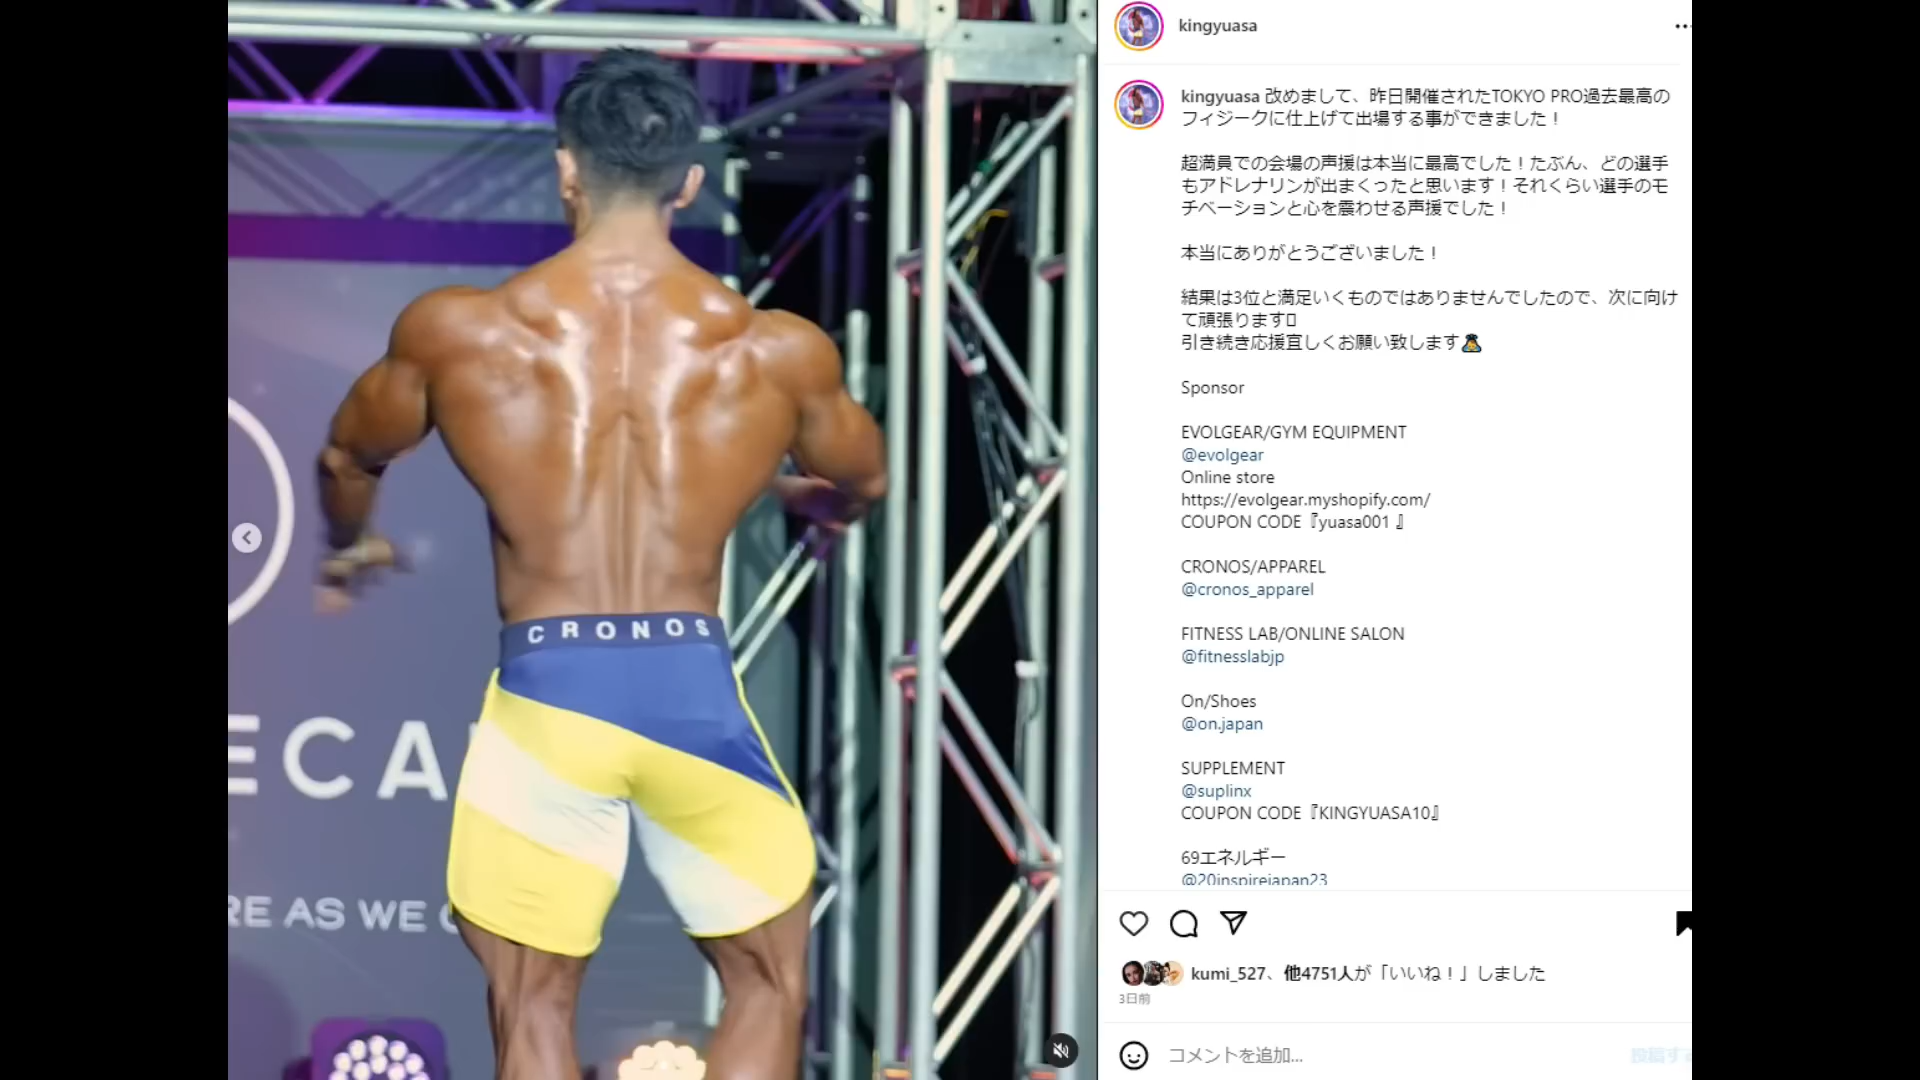 kingyuasa
kingyuasa 改めまして、昨日開催されたTOKYO PRO過去最高の
フィジークに仕上げて出場する事ができました！
超満員での会場の声援は本当に最高でした！たぶん、どの選手
もアドレナリンが出まくったと思います！それくらい選手のモ
チベーションと心を震わせる声援でした！
本当にありがとうございました！
結果は3位と満足いくものではありませんでしたので、次に向け
て頑張ります
引き続き応援宜しくお願い致します
Sponsor
EVOLGEAR/GYM EQUIPMENT
@evolgear
Online store
https://evolgear.myshopify.com/
COUPON CODE『yuasa001 』
CRONOS/APPAREL
@cronos_apparel
FITNESS LAB/ONLINE SALON
@fitnesslabjp
On/Shoes
@on.japan
SUPPLEMENT
@suplinx
COUPON CODE『KINGYUASA10』
69エネルギー
@20inspirejapan23
kumi_527、他4751人が「いいね！」しました
3日前
コメントを追加...
投稿す
CRONOS
ECA
RE AS WE